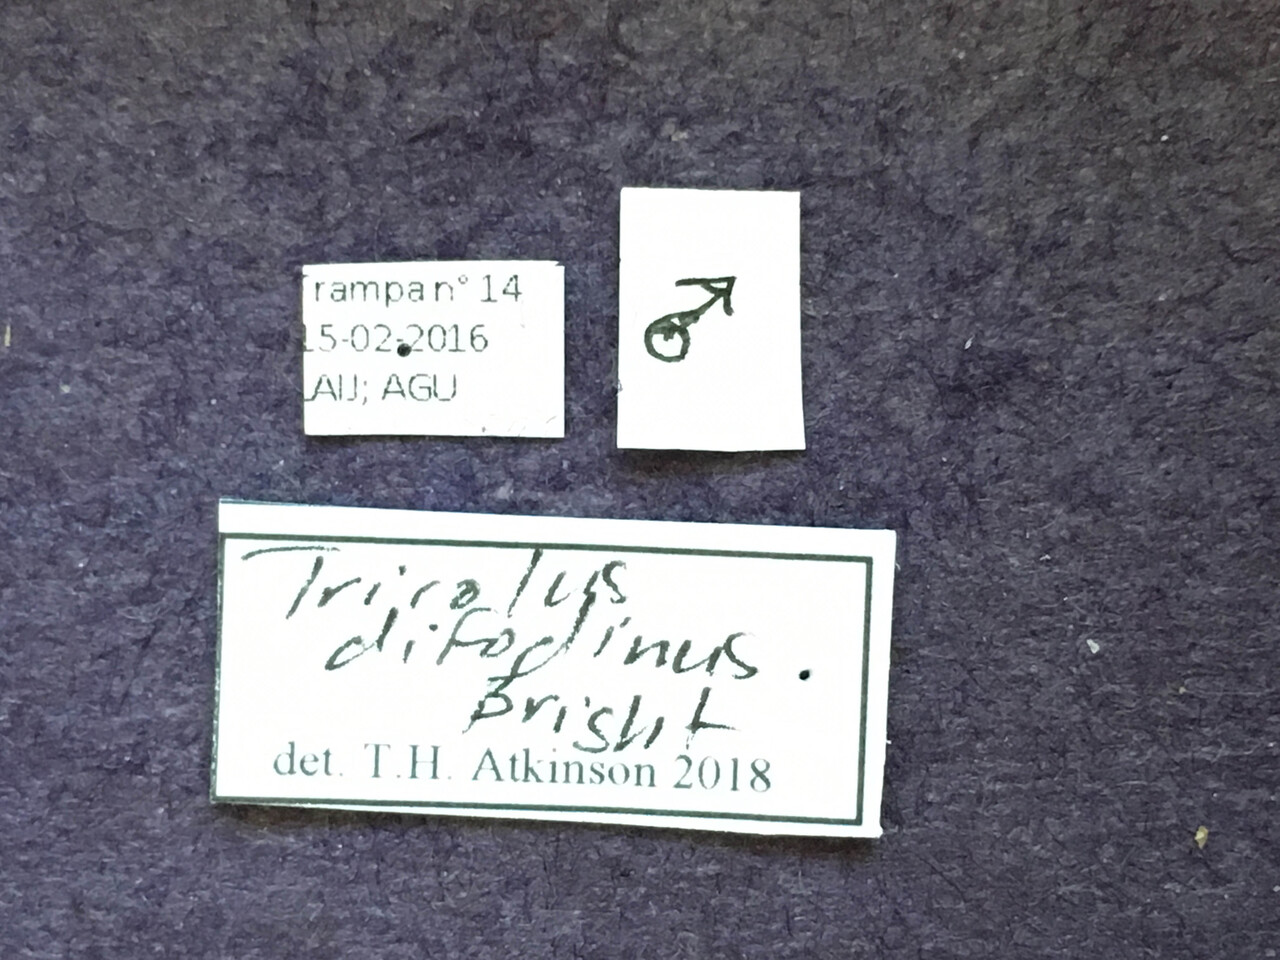 rampa n° 14
15-02-2016
AIJ; AGU
♂
Tricolus
difodinus
Bright
det. T.H. Atkinson 2018